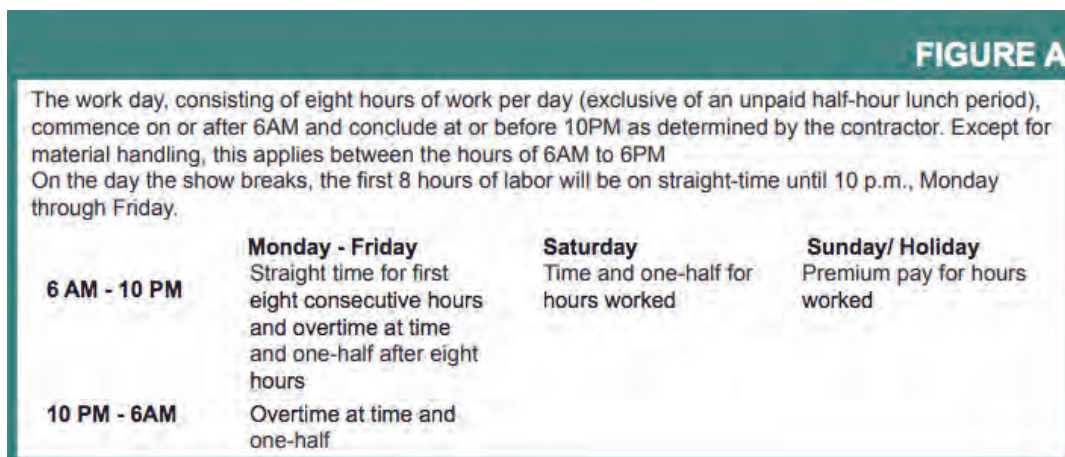 FIGURE A
The work day, consisting of eight hours of work per day (exclusive of an unpaid half-hour lunch period),
commence on or after 6AM and conclude at or before 10PM as determined by the contractor. Except for
material handling, this applies between the hours of 6AM to 6PM
On the day the show breaks, the first 8 hours of labor will be on straight-time until 10 p.m., Monday
through Friday.
Monday - Friday Saturday Sunday/ Holiday
6 AM - 10 PM Straight time for first Time and one-half for Premium pay for hours
eight consecutive hours hours worked worked
and overtime at time
and one-half after eight
hours
10 PM - 6AM Overtime at time and
one-half